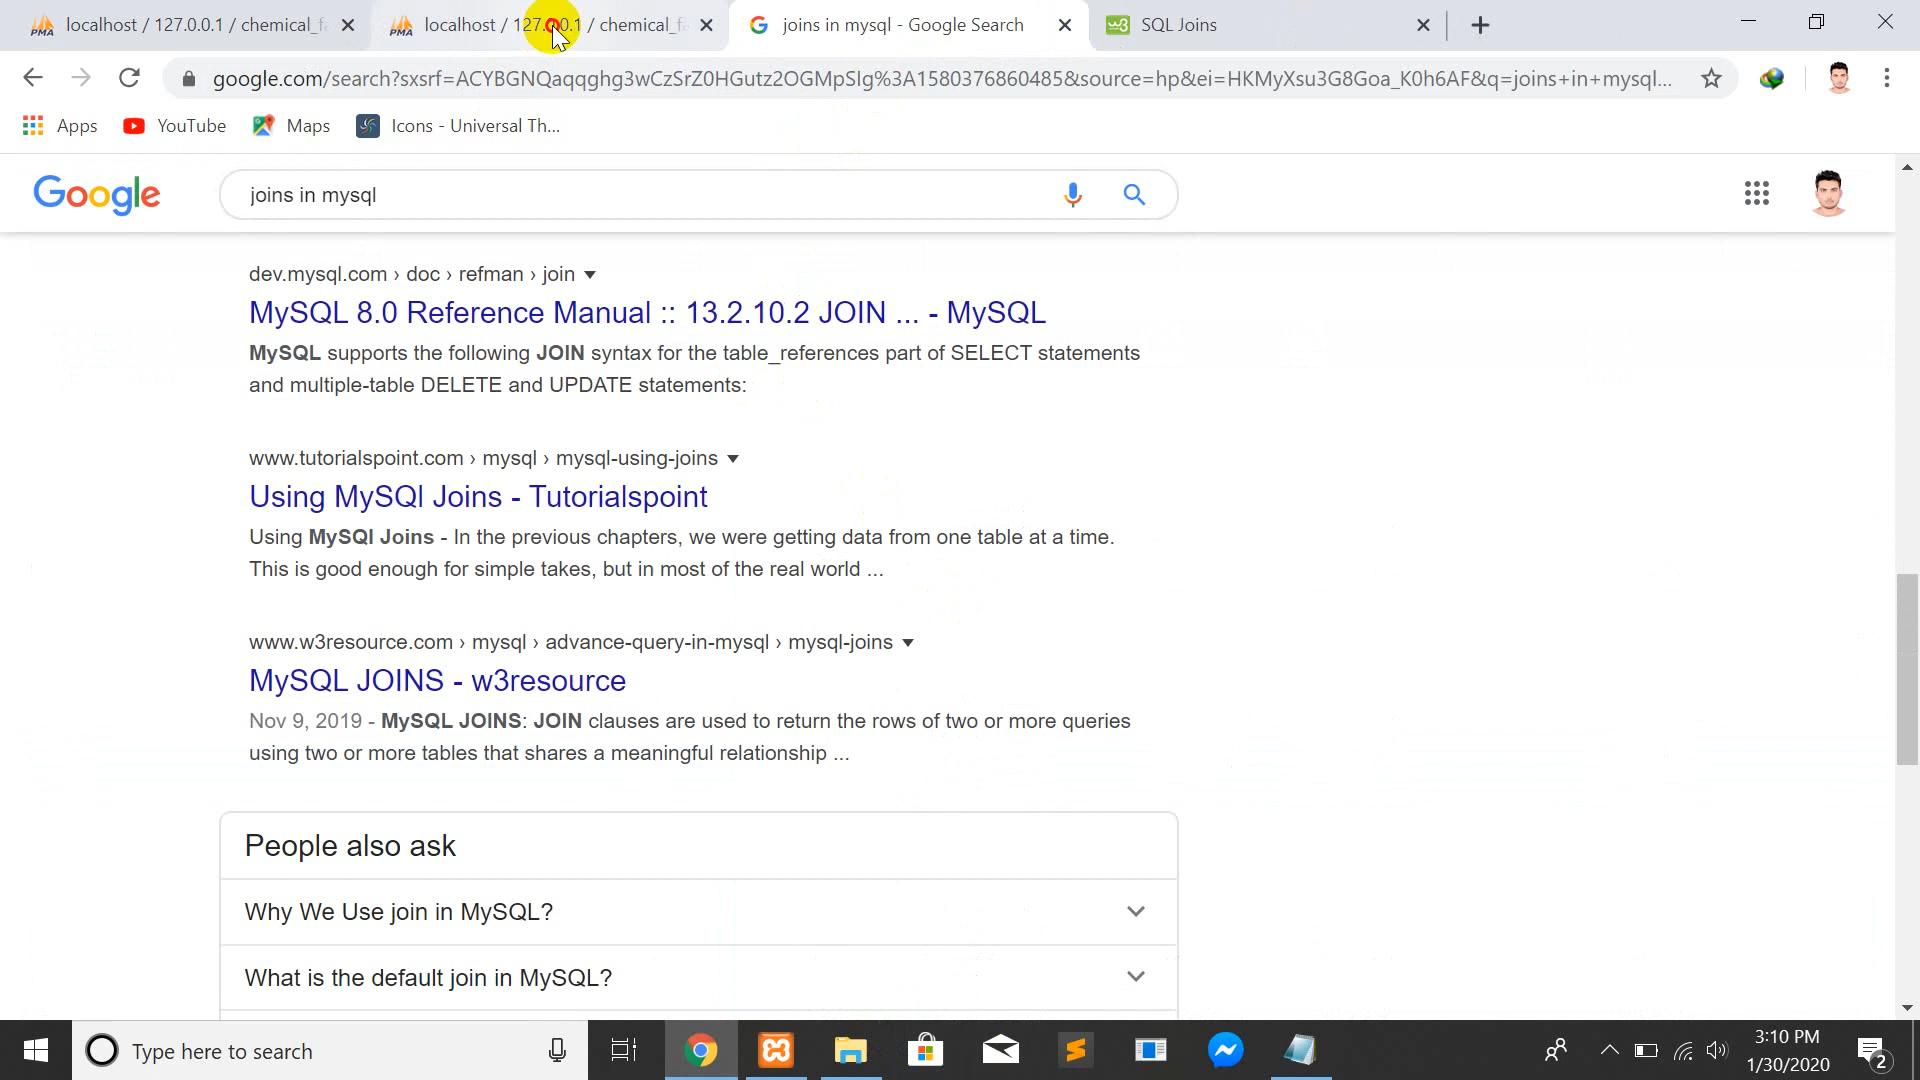 localhost / 127.0.0.1 / chemical_f
localhost / 127.0.0.1 / chemical_f
joins in mysql - Google Search
SQL Joins
google.com/search?sxsrf=ACYBGNQaqqghg3wCzSrZ0HGutz2OGMpSIg%3A1580376860485&source=hp&ei=HKMyXsu3G8Goa_K0h6AF&q=joins+in+mysql...
Apps
YouTube
Maps
Icons - Universal Th...
Google
joins in mysql
dev.mysql.com › doc › refman › join
MySQL 8.0 Reference Manual :: 13.2.10.2 JOIN ... - MySQL
MySQL supports the following JOIN syntax for the table_references part of SELECT statements
and multiple-table DELETE and UPDATE statements:
www.tutorialspoint.com › mysql › mysql-using-joins
Using MySQl Joins - Tutorialspoint
Using MySQl Joins - In the previous chapters, we were getting data from one table at a time.
This is good enough for simple takes, but in most of the real world ...
www.w3resource.com › mysql › advance-query-in-mysql › mysql-joins
MySQL JOINS - w3resource
Nov 9, 2019 - MySQL JOINS: JOIN clauses are used to return the rows of two or more queries
using two or more tables that shares a meaningful relationship ...
People also ask
Why We Use join in MySQL?
What is the default join in MySQL?
Type here to search
3:10 PM
1/30/2020
2